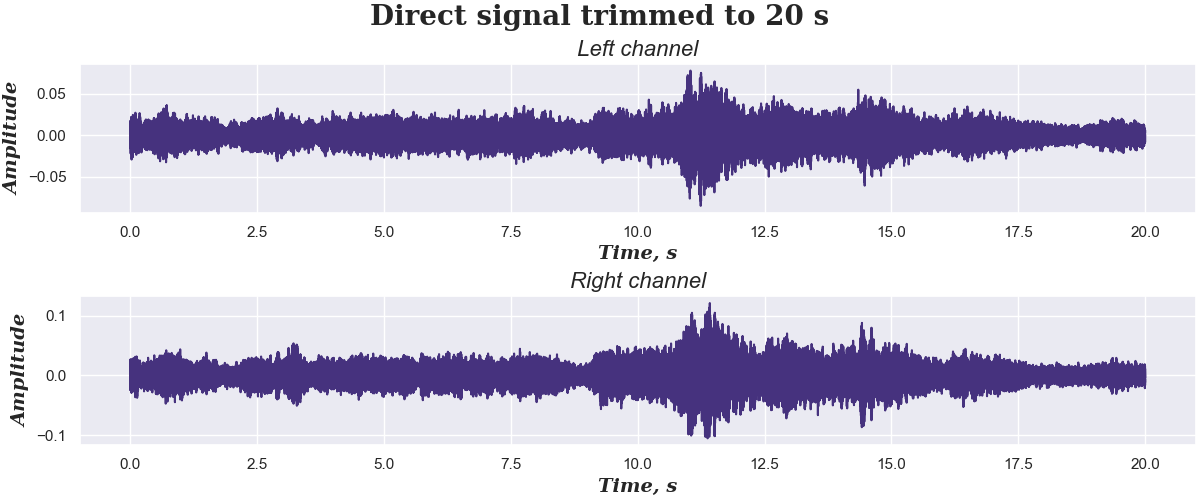 Direct signal trimmed to 20 s
Left channel
Amplitude
0.05
0.00
−0.05
0.0 2.5 5.0 7.5 10.0 12.5 15.0 17.5 20.0
Time, s
Right channel
Amplitude
0.1
0.0
−0.1
0.0 2.5 5.0 7.5 10.0 12.5 15.0 17.5 20.0
Time, s